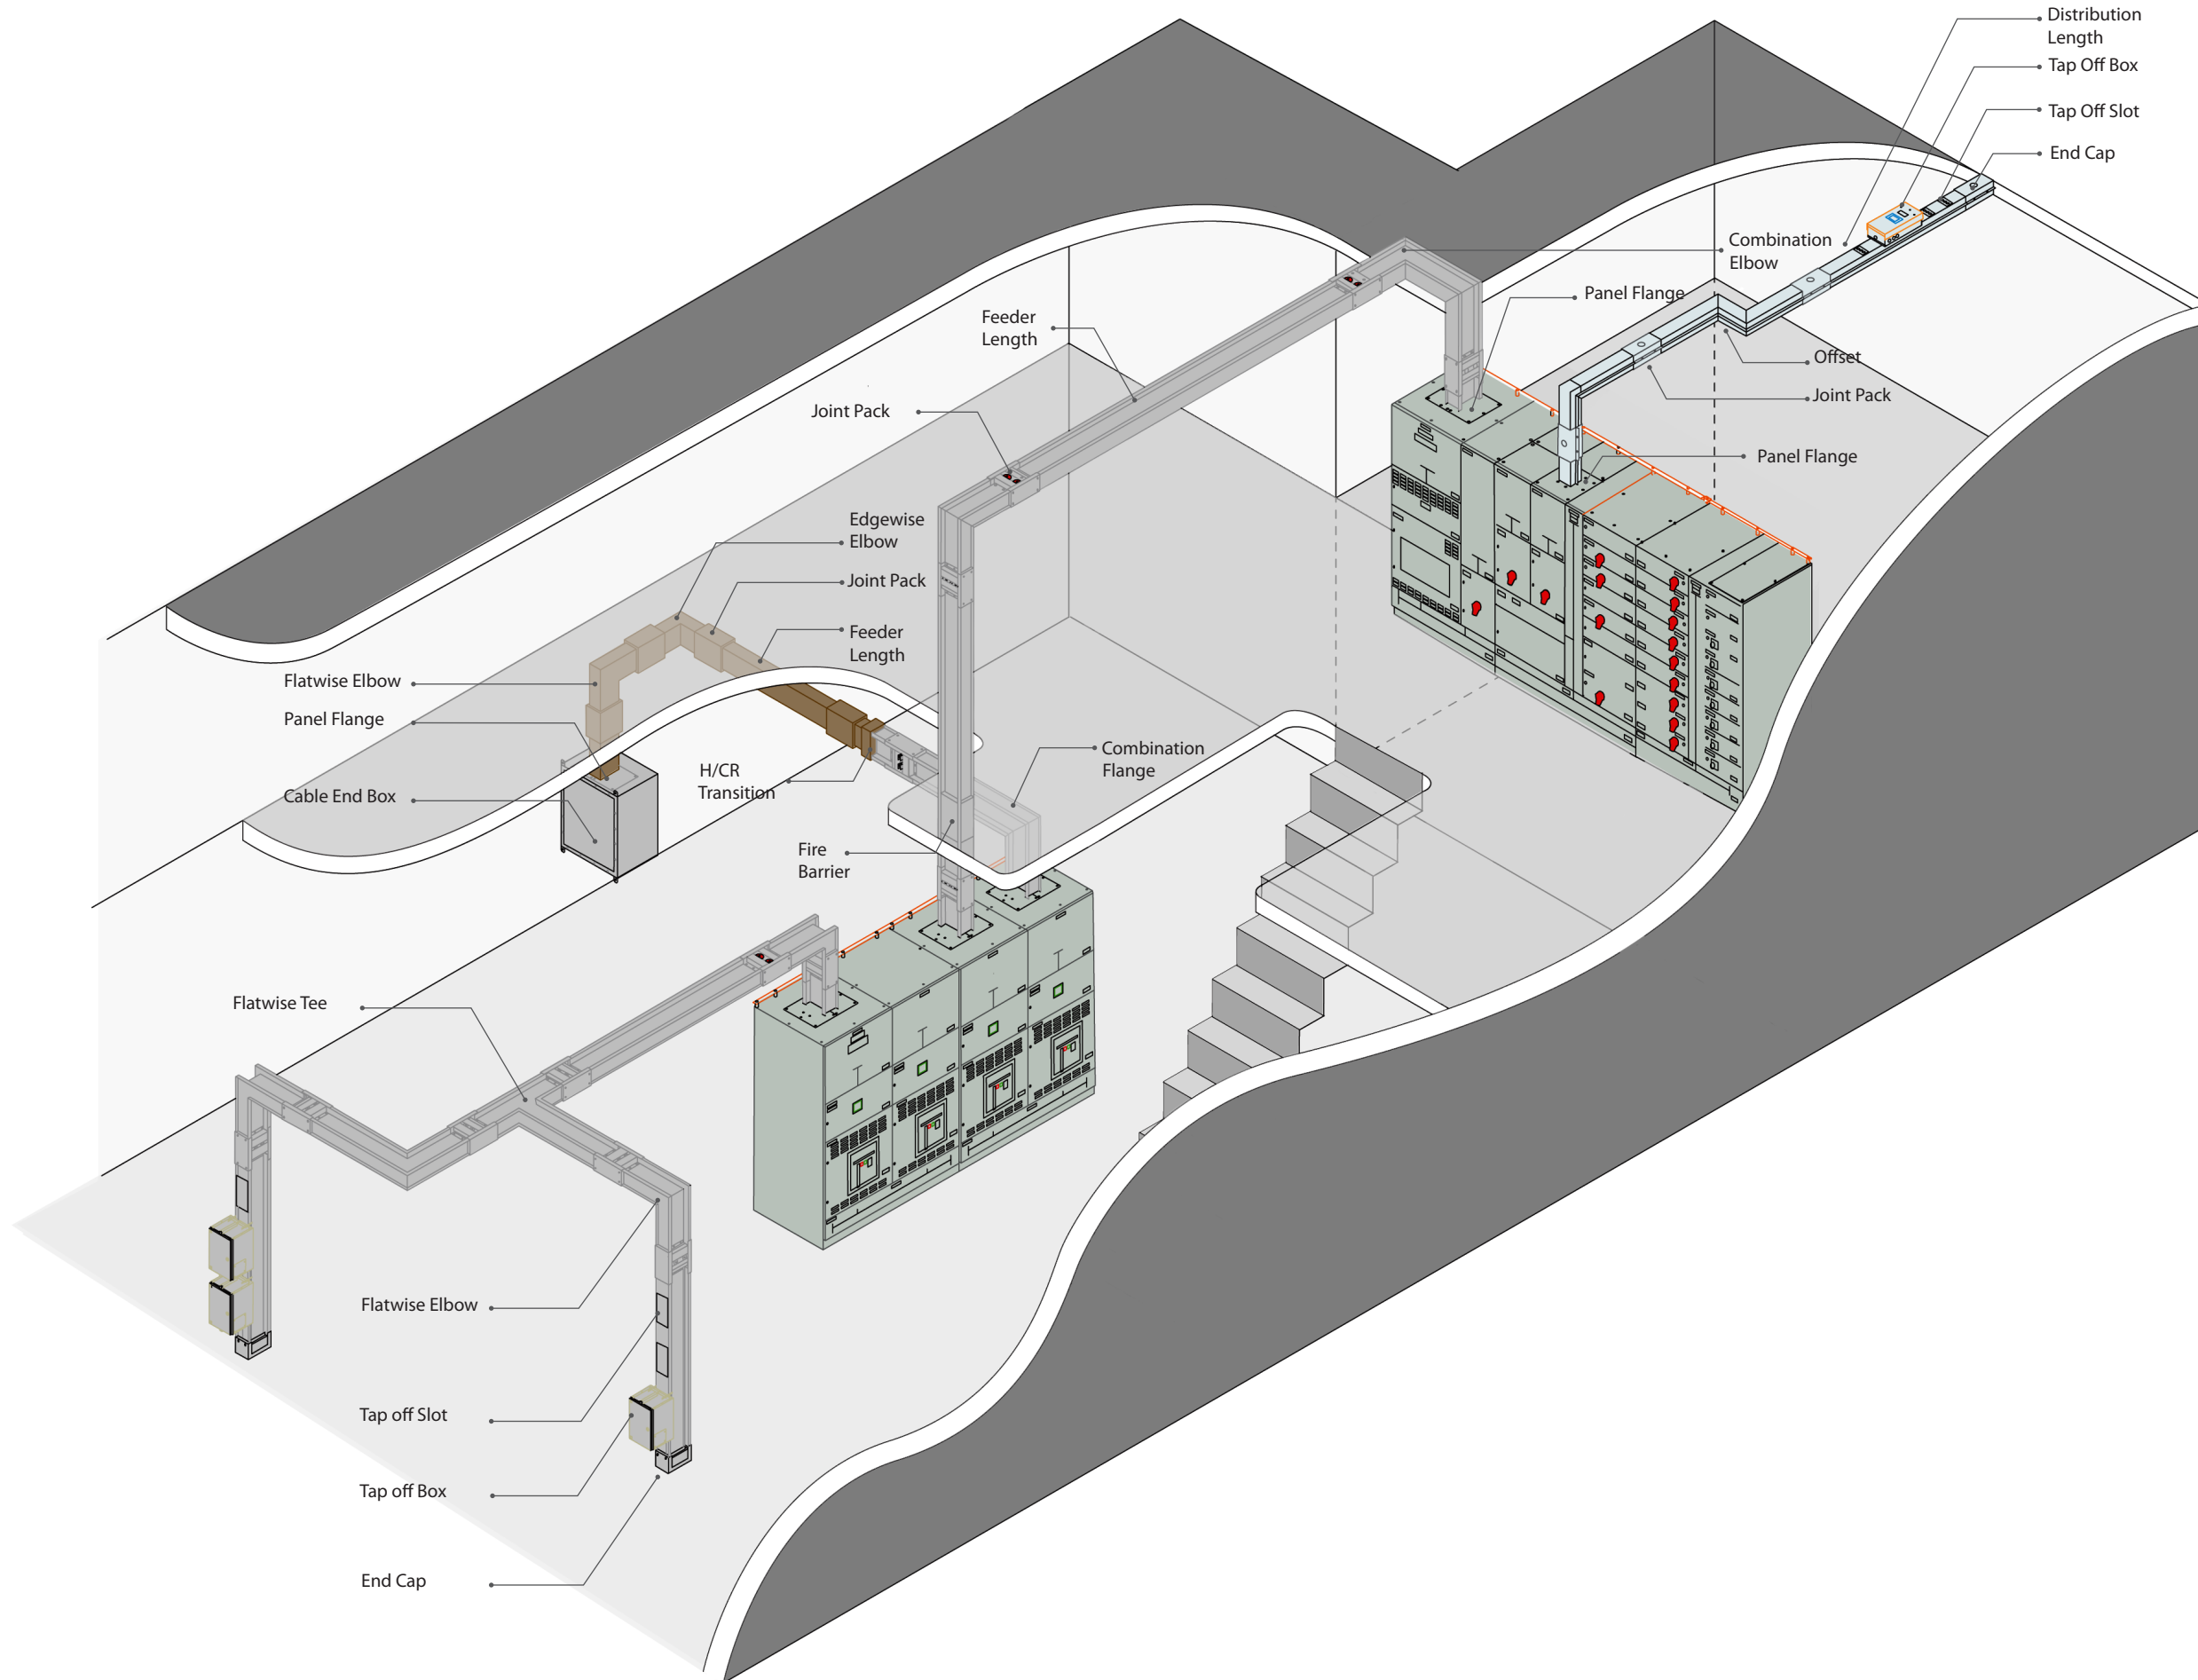 Distribution
Length
Tap Off Box
Tap Off Slot
End Cap
Combination
Elbow
Panel Flange
Feeder
Length
Offset
Joint Pack
Joint Pack
Panel Flange
Edgewise
Elbow
Joint Pack
Feeder
Length
Flatwise Elbow
Panel Flange
Combination
Flange
H/CR
Transition
Cable End Box
Fire
Barrier
Flatwise Tee
Flatwise Elbow
Tap off Slot
Tap off Box
End Cap